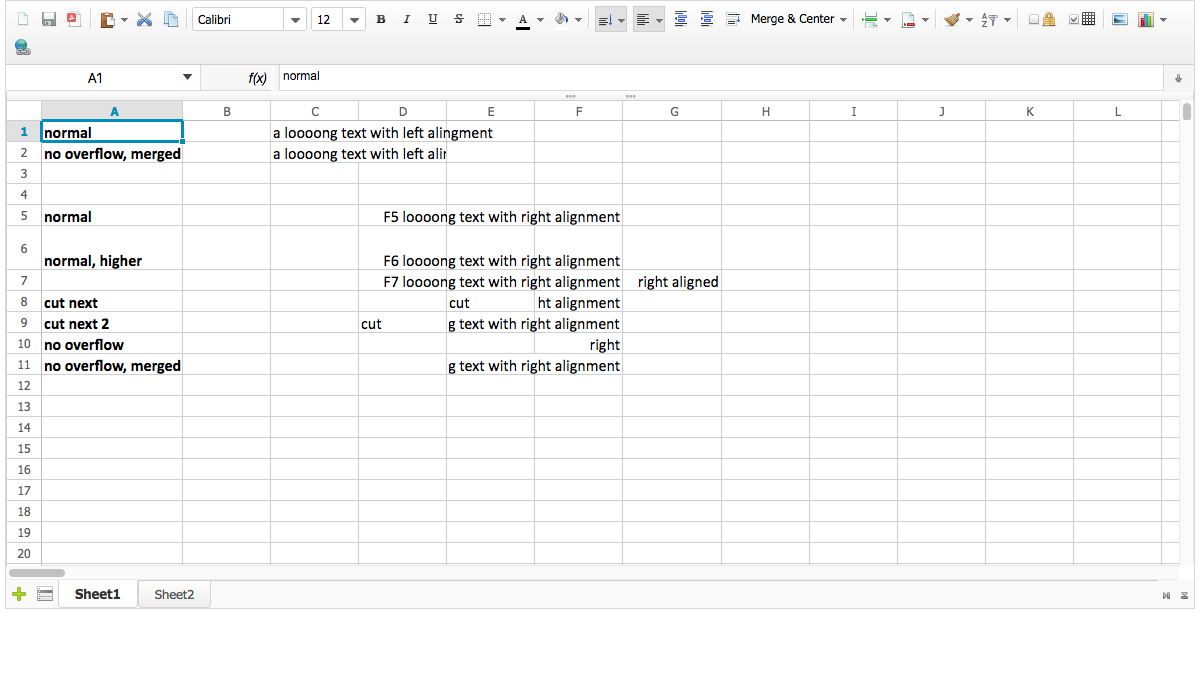 Calibri 12 B I U S A Merge & Center A Z
A1 f(x) normal
A B C D E F G H I J K L
1 normal a loooong text with left alingment
2 no overflow, merged a loooong text with left alir
3
4
5 normal F5 loooong text with right alignment
6 normal, higher F6 loooong text with right alignment
7 F7 loooong text with right alignment right aligned
8 cut next cut ht alignment
9 cut next 2 cut g text with right alignment
10 no overflow right
11 no overflow, merged g text with right alignment
12
13
14
15
16
17
18
19
20
Sheet1 Sheet2